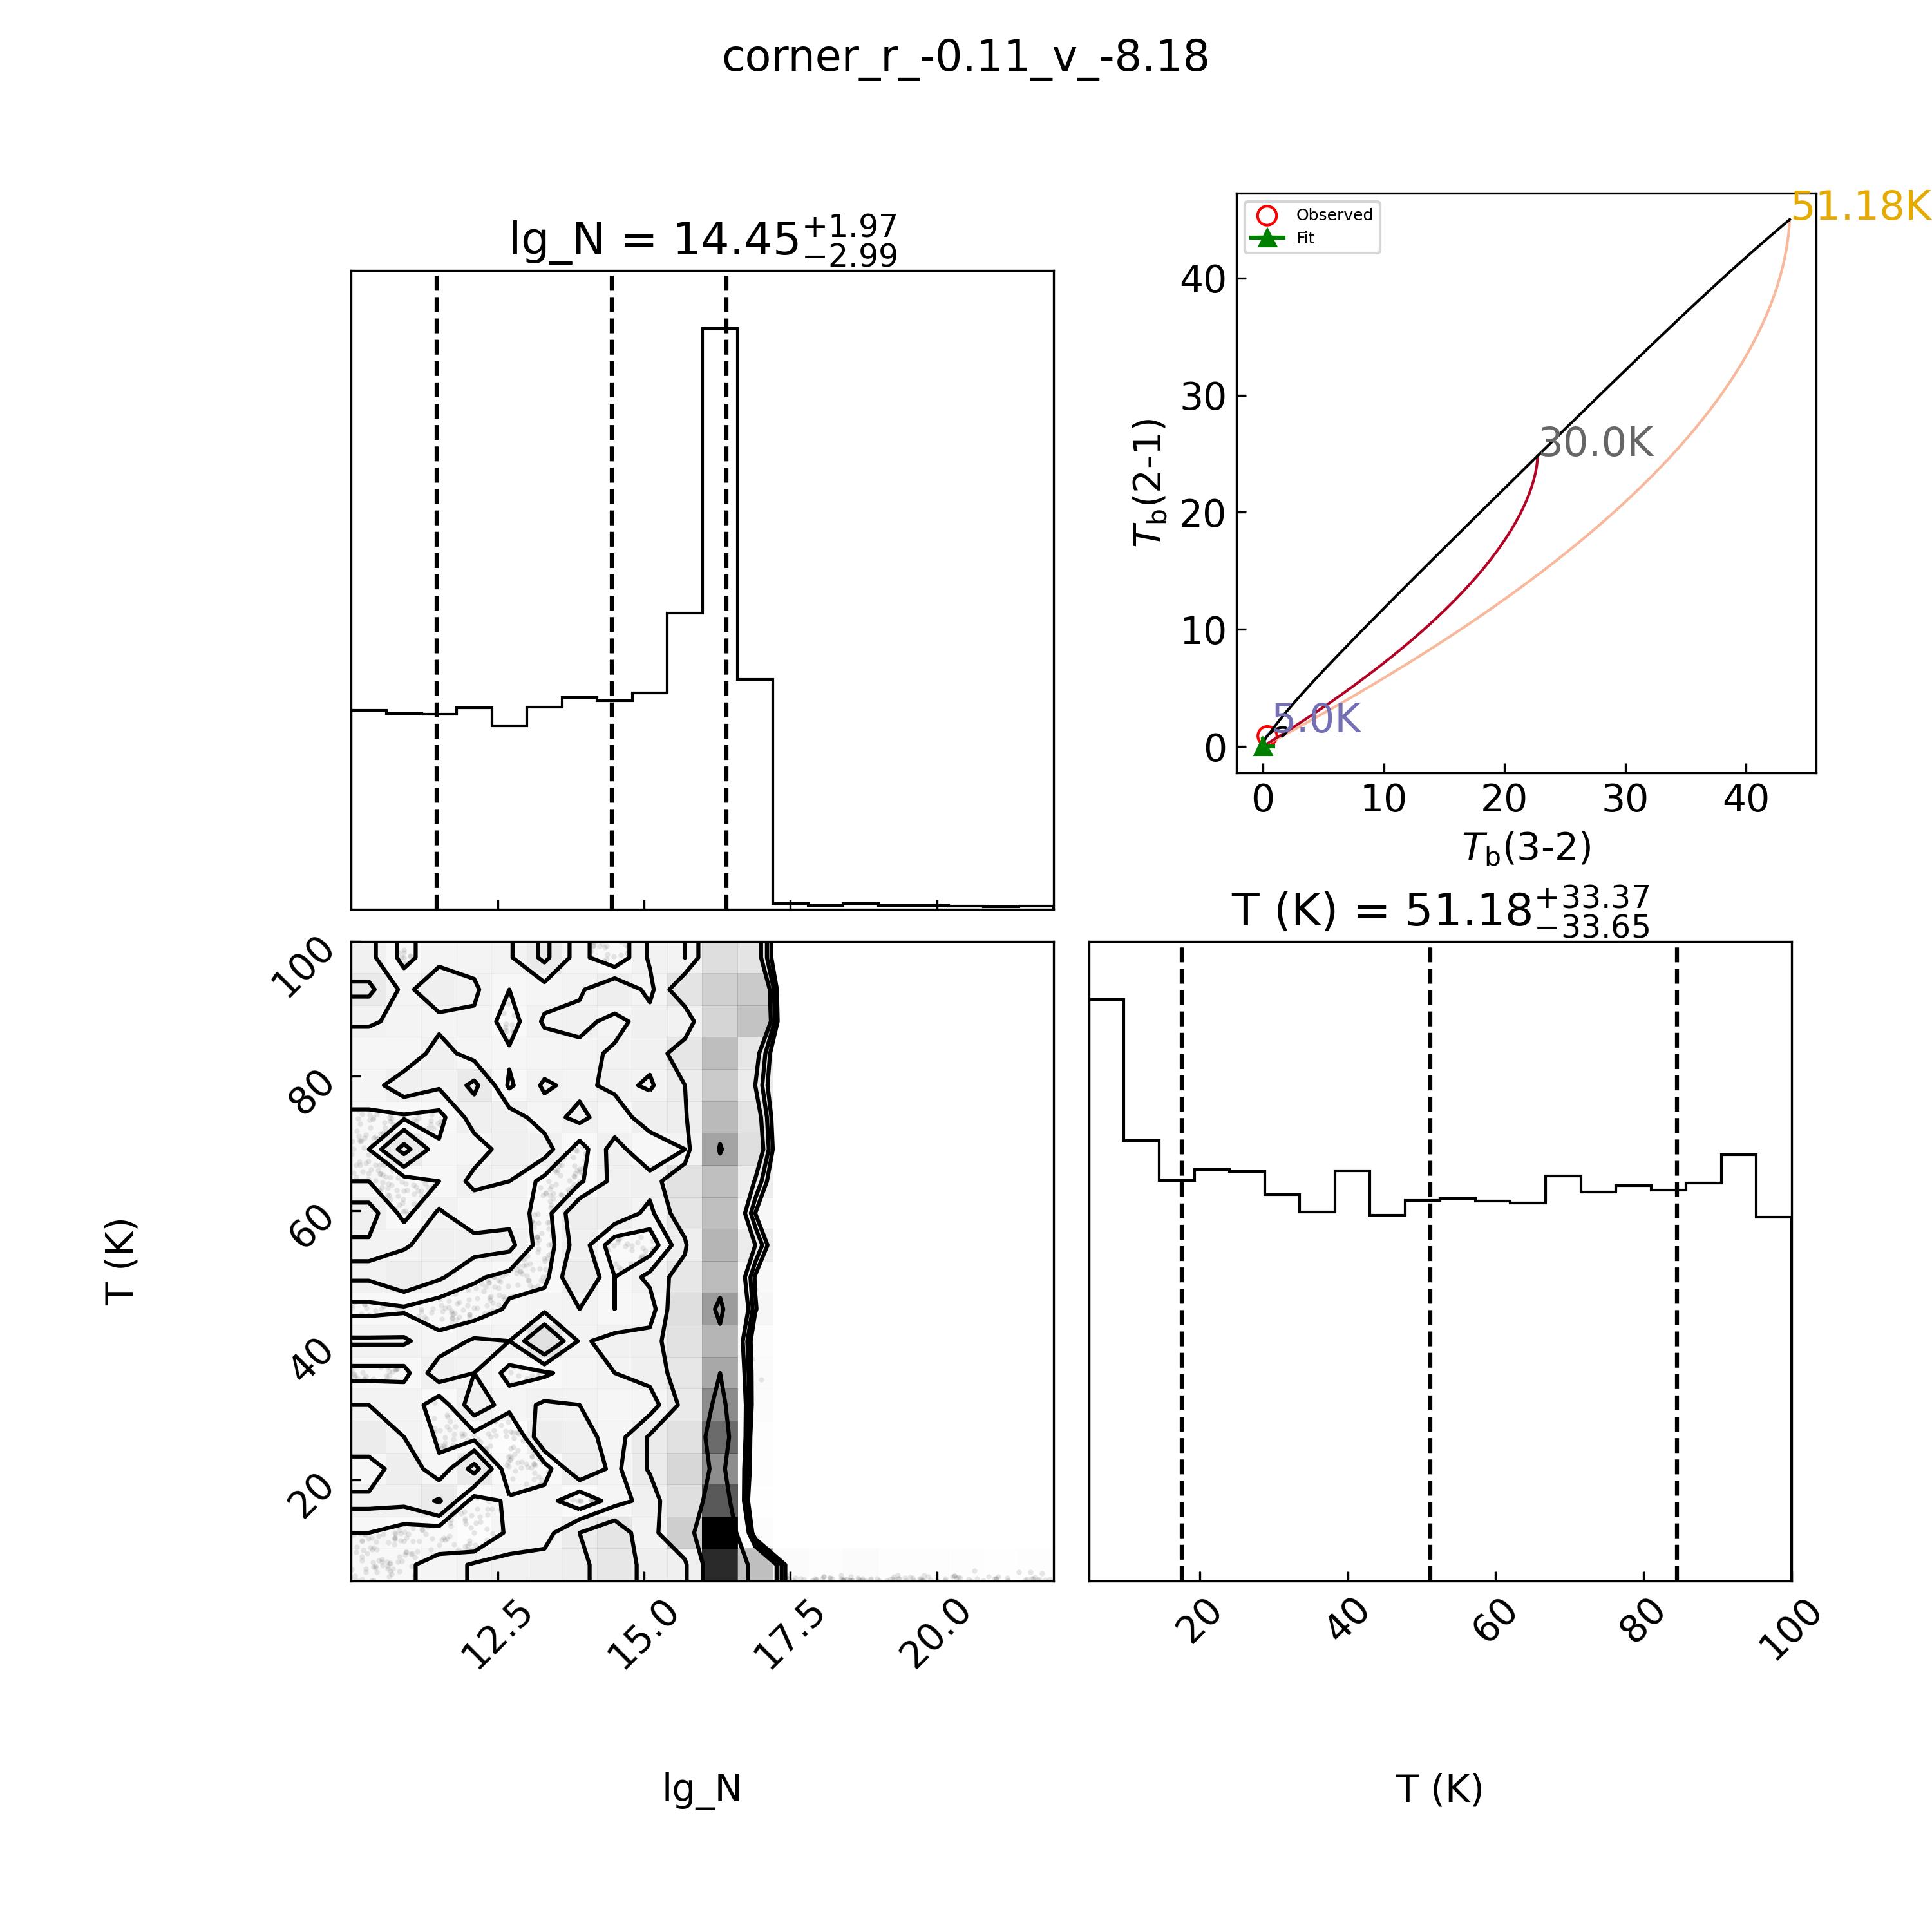 corner_r_-0.11_v_-8.18
lg_N = 14.45+1.97 −2.99
51.18K
Observed
Fit
40
30
20
10
0
30.0K
5.0K
Tb(2-1)
0 10 20 30 40
Tb(3-2)
T (K) = 51.18+33.37 −33.65
100
80
60
40
20
T (K)
12.5 15.0 17.5 20.0
lg_N
20 40 60 80 100
T (K)